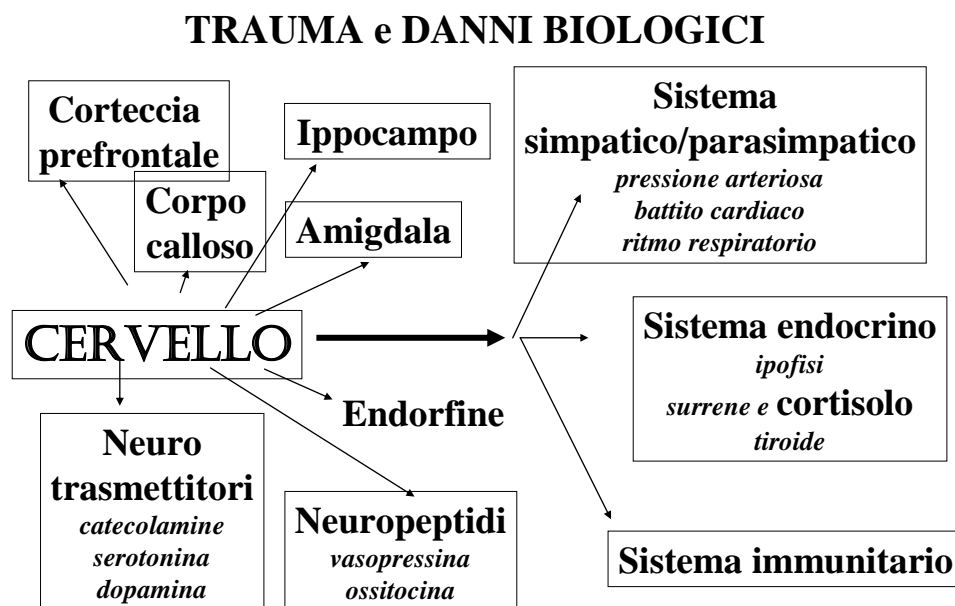 TRAUMA e DANNI BIOLOGICI
Corteccia
prefrontale
Ippocampo
Corpo
calloso
Amigdala
CERVELLO
Endorfine
Neuro
trasmettitori
catecolamine
serotonina
dopamina
Neuropeptidi
vasopressina
ossitocina
Sistema
simpatico/parasimpatico
pressione arteriosa
battito cardiaco
ritmo respiratorio
Sistema endocrino
ipofisi
surrene e cortisolo
tiroide
Sistema immunitario